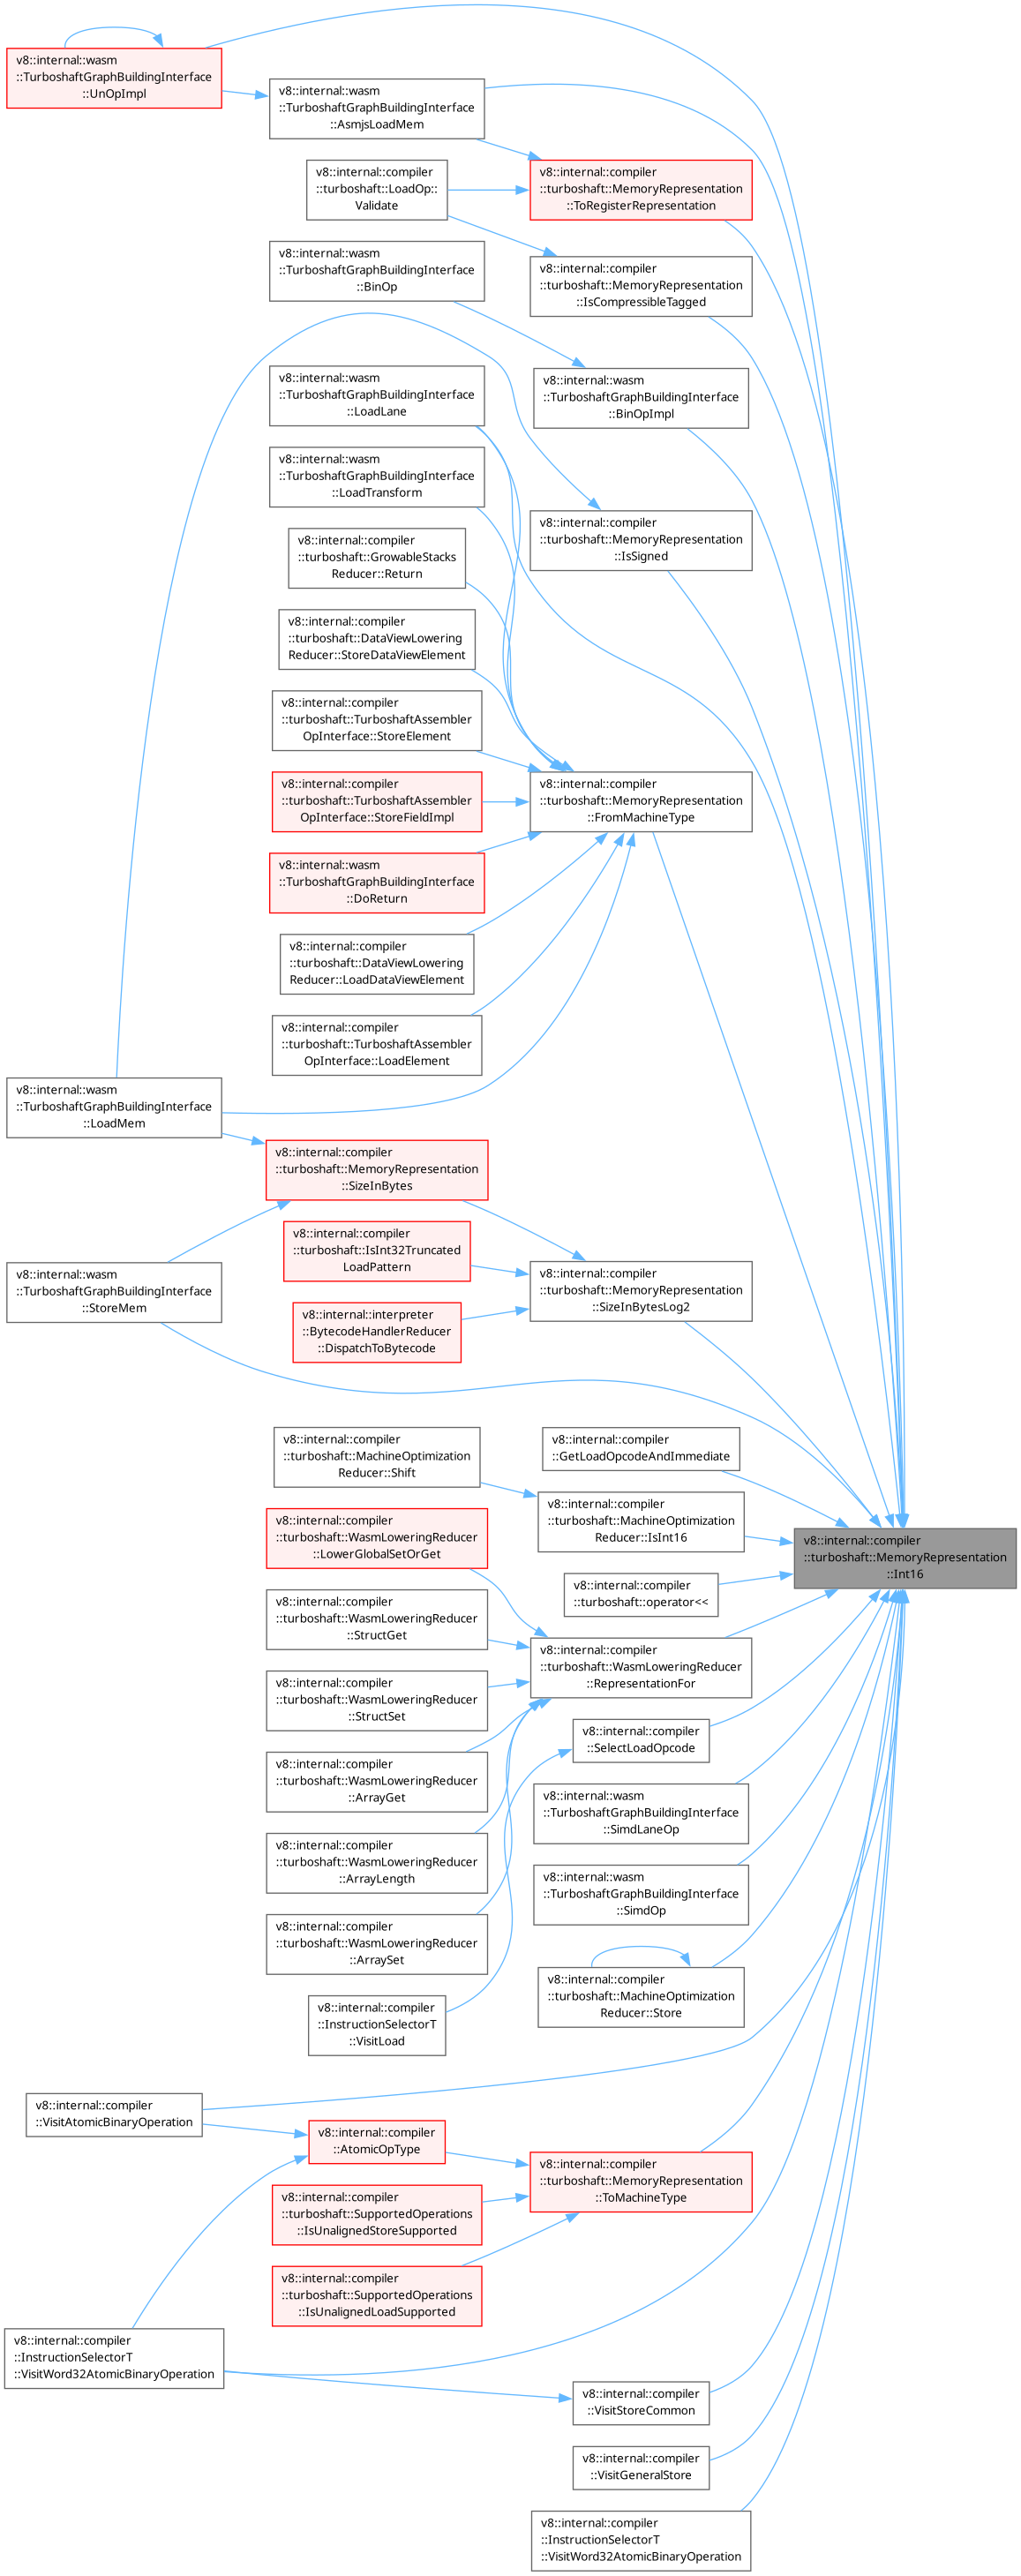 v8::internal::wasm
::TurboshaftGraphBuildingInterface
::UnOpImpl
v8::internal::wasm
::TurboshaftGraphBuildingInterface
::AsmjsLoadMem
v8::internal::compiler
::turboshaft::LoadOp::
Validate
v8::internal::compiler
::turboshaft::MemoryRepresentation
::ToRegisterRepresentation
v8::internal::wasm
::TurboshaftGraphBuildingInterface
::BinOp
v8::internal::compiler
::turboshaft::MemoryRepresentation
::IsCompressibleTagged
v8::internal::wasm
::TurboshaftGraphBuildingInterface
::LoadLane
v8::internal::wasm
::TurboshaftGraphBuildingInterface
::BinOpImpl
v8::internal::wasm
::TurboshaftGraphBuildingInterface
::LoadTransform
v8::internal::compiler
::turboshaft::MemoryRepresentation
::IsSigned
v8::internal::compiler
::turboshaft::GrowableStacks
Reducer::Return
v8::internal::compiler
::turboshaft::DataViewLowering
Reducer::StoreDataViewElement
v8::internal::compiler
::turboshaft::TurboshaftAssembler
OpInterface::StoreElement
v8::internal::compiler
::turboshaft::TurboshaftAssembler
OpInterface::StoreFieldImpl
v8::internal::compiler
::turboshaft::MemoryRepresentation
::FromMachineType
v8::internal::wasm
::TurboshaftGraphBuildingInterface
::DoReturn
v8::internal::compiler
::turboshaft::DataViewLowering
Reducer::LoadDataViewElement
v8::internal::compiler
::turboshaft::TurboshaftAssembler
OpInterface::LoadElement
v8::internal::wasm
::TurboshaftGraphBuildingInterface
::LoadMem
v8::internal::compiler
::turboshaft::MemoryRepresentation
::SizeInBytes
v8::internal::compiler
::turboshaft::IsInt32Truncated
LoadPattern
v8::internal::wasm
::TurboshaftGraphBuildingInterface
::StoreMem
v8::internal::compiler
::turboshaft::MemoryRepresentation
::SizeInBytesLog2
v8::internal::interpreter
::BytecodeHandlerReducer
::DispatchToBytecode
v8::internal::compiler
::turboshaft::MachineOptimization
Reducer::Shift
v8::internal::compiler
::GetLoadOpcodeAndImmediate
v8::internal::compiler
::turboshaft::MachineOptimization
Reducer::IsInt16
v8::internal::compiler
::turboshaft::MemoryRepresentation
::Int16
v8::internal::compiler
::turboshaft::WasmLoweringReducer
::LowerGlobalSetOrGet
v8::internal::compiler
::turboshaft::operator<<
v8::internal::compiler
::turboshaft::WasmLoweringReducer
::StructGet
v8::internal::compiler
::turboshaft::WasmLoweringReducer
::RepresentationFor
v8::internal::compiler
::turboshaft::WasmLoweringReducer
::StructSet
v8::internal::compiler
::SelectLoadOpcode
v8::internal::compiler
::turboshaft::WasmLoweringReducer
::ArrayGet
v8::internal::wasm
::TurboshaftGraphBuildingInterface
::SimdLaneOp
v8::internal::compiler
::turboshaft::WasmLoweringReducer
::ArrayLength
v8::internal::wasm
::TurboshaftGraphBuildingInterface
::SimdOp
v8::internal::compiler
::turboshaft::WasmLoweringReducer
::ArraySet
v8::internal::compiler
::turboshaft::MachineOptimization
Reducer::Store
v8::internal::compiler
::InstructionSelectorT
::VisitLoad
v8::internal::compiler
::VisitAtomicBinaryOperation
v8::internal::compiler
::AtomicOpType
v8::internal::compiler
::turboshaft::MemoryRepresentation
::ToMachineType
v8::internal::compiler
::turboshaft::SupportedOperations
::IsUnalignedStoreSupported
v8::internal::compiler
::turboshaft::SupportedOperations
::IsUnalignedLoadSupported
v8::internal::compiler
::InstructionSelectorT
::VisitWord32AtomicBinaryOperation
v8::internal::compiler
::VisitStoreCommon
v8::internal::compiler
::VisitGeneralStore
v8::internal::compiler
::InstructionSelectorT
::VisitWord32AtomicBinaryOperation